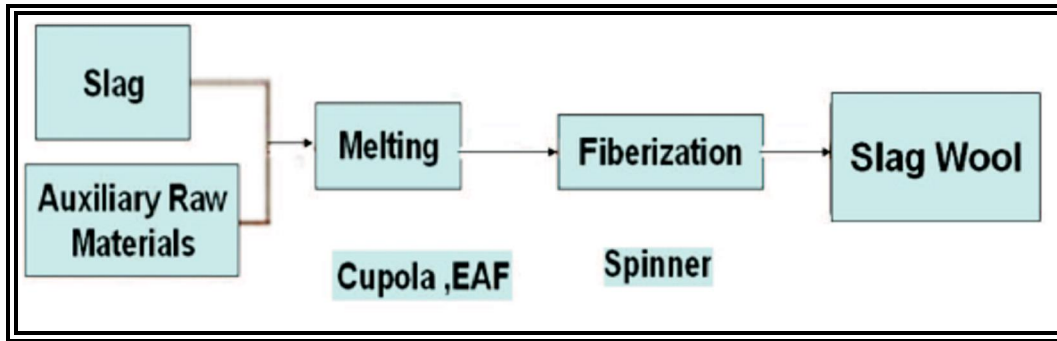 Slag
Auxiliary Raw
Materials
Melting
Fiberization
Slag Wool
Cupola ,EAF
Spinner